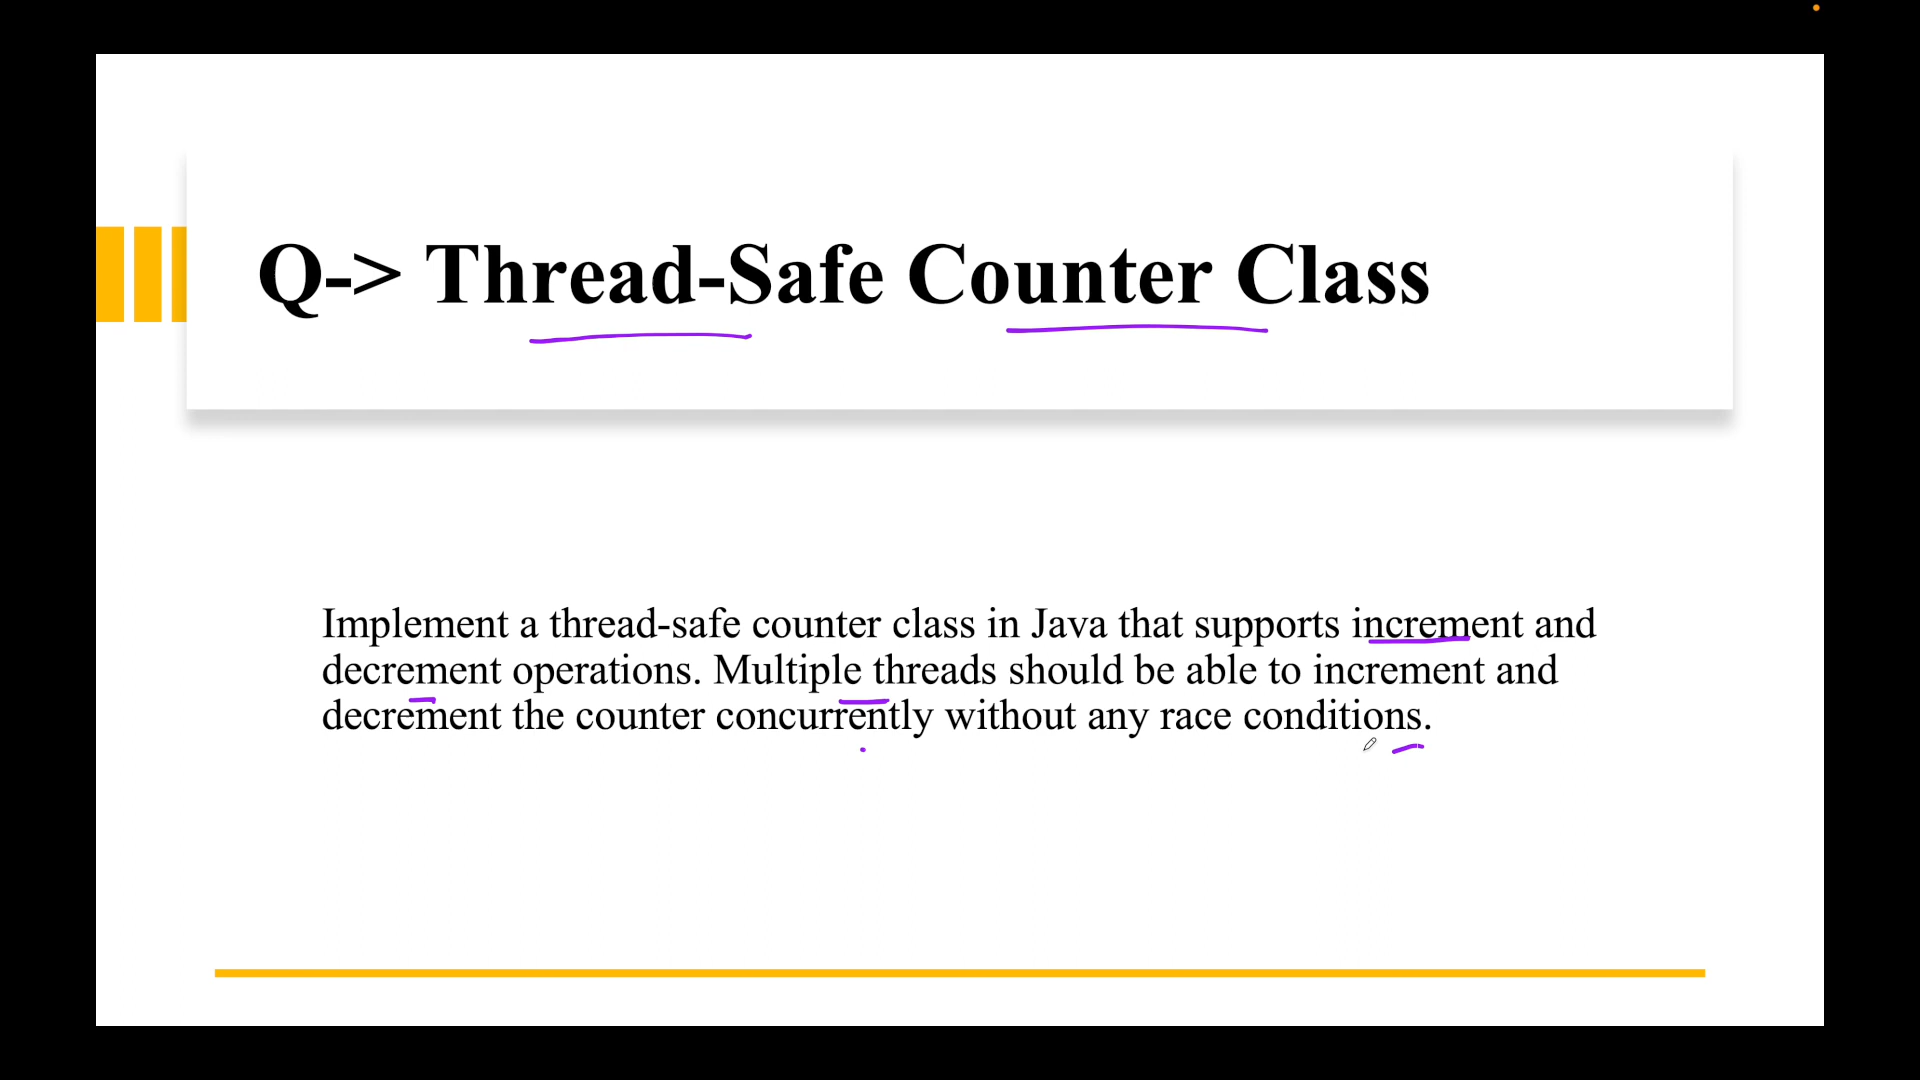 Q-> Thread-Safe Counter Class
Implement a thread-safe counter class in Java that supports increment and
decrement operations. Multiple threads should be able to increment and
decrement the counter concurrently without any race conditions.